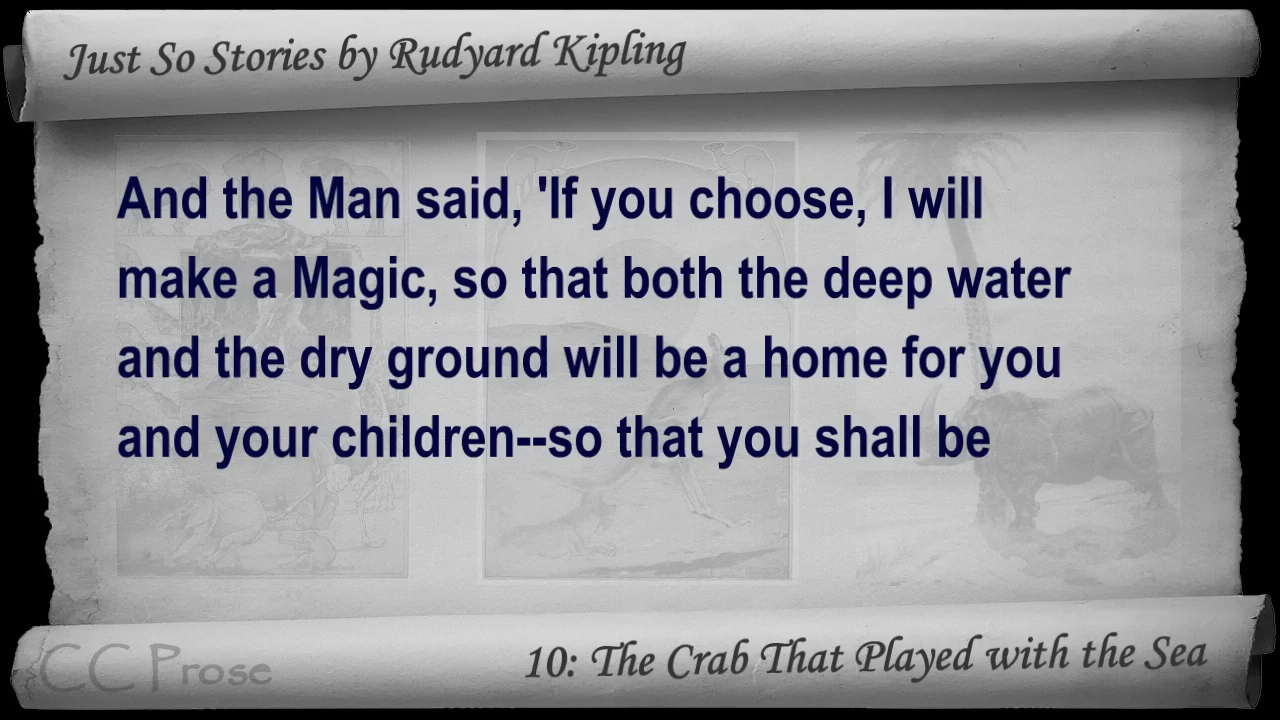 Just So Stories by Rudyard Kipling
And the Man said, 'If you choose, I will
make a Magic, so that both the deep water
and the dry ground will be a home for you
and your children--so that you shall be
CC Prose
10: The Crab That Played with the Sea